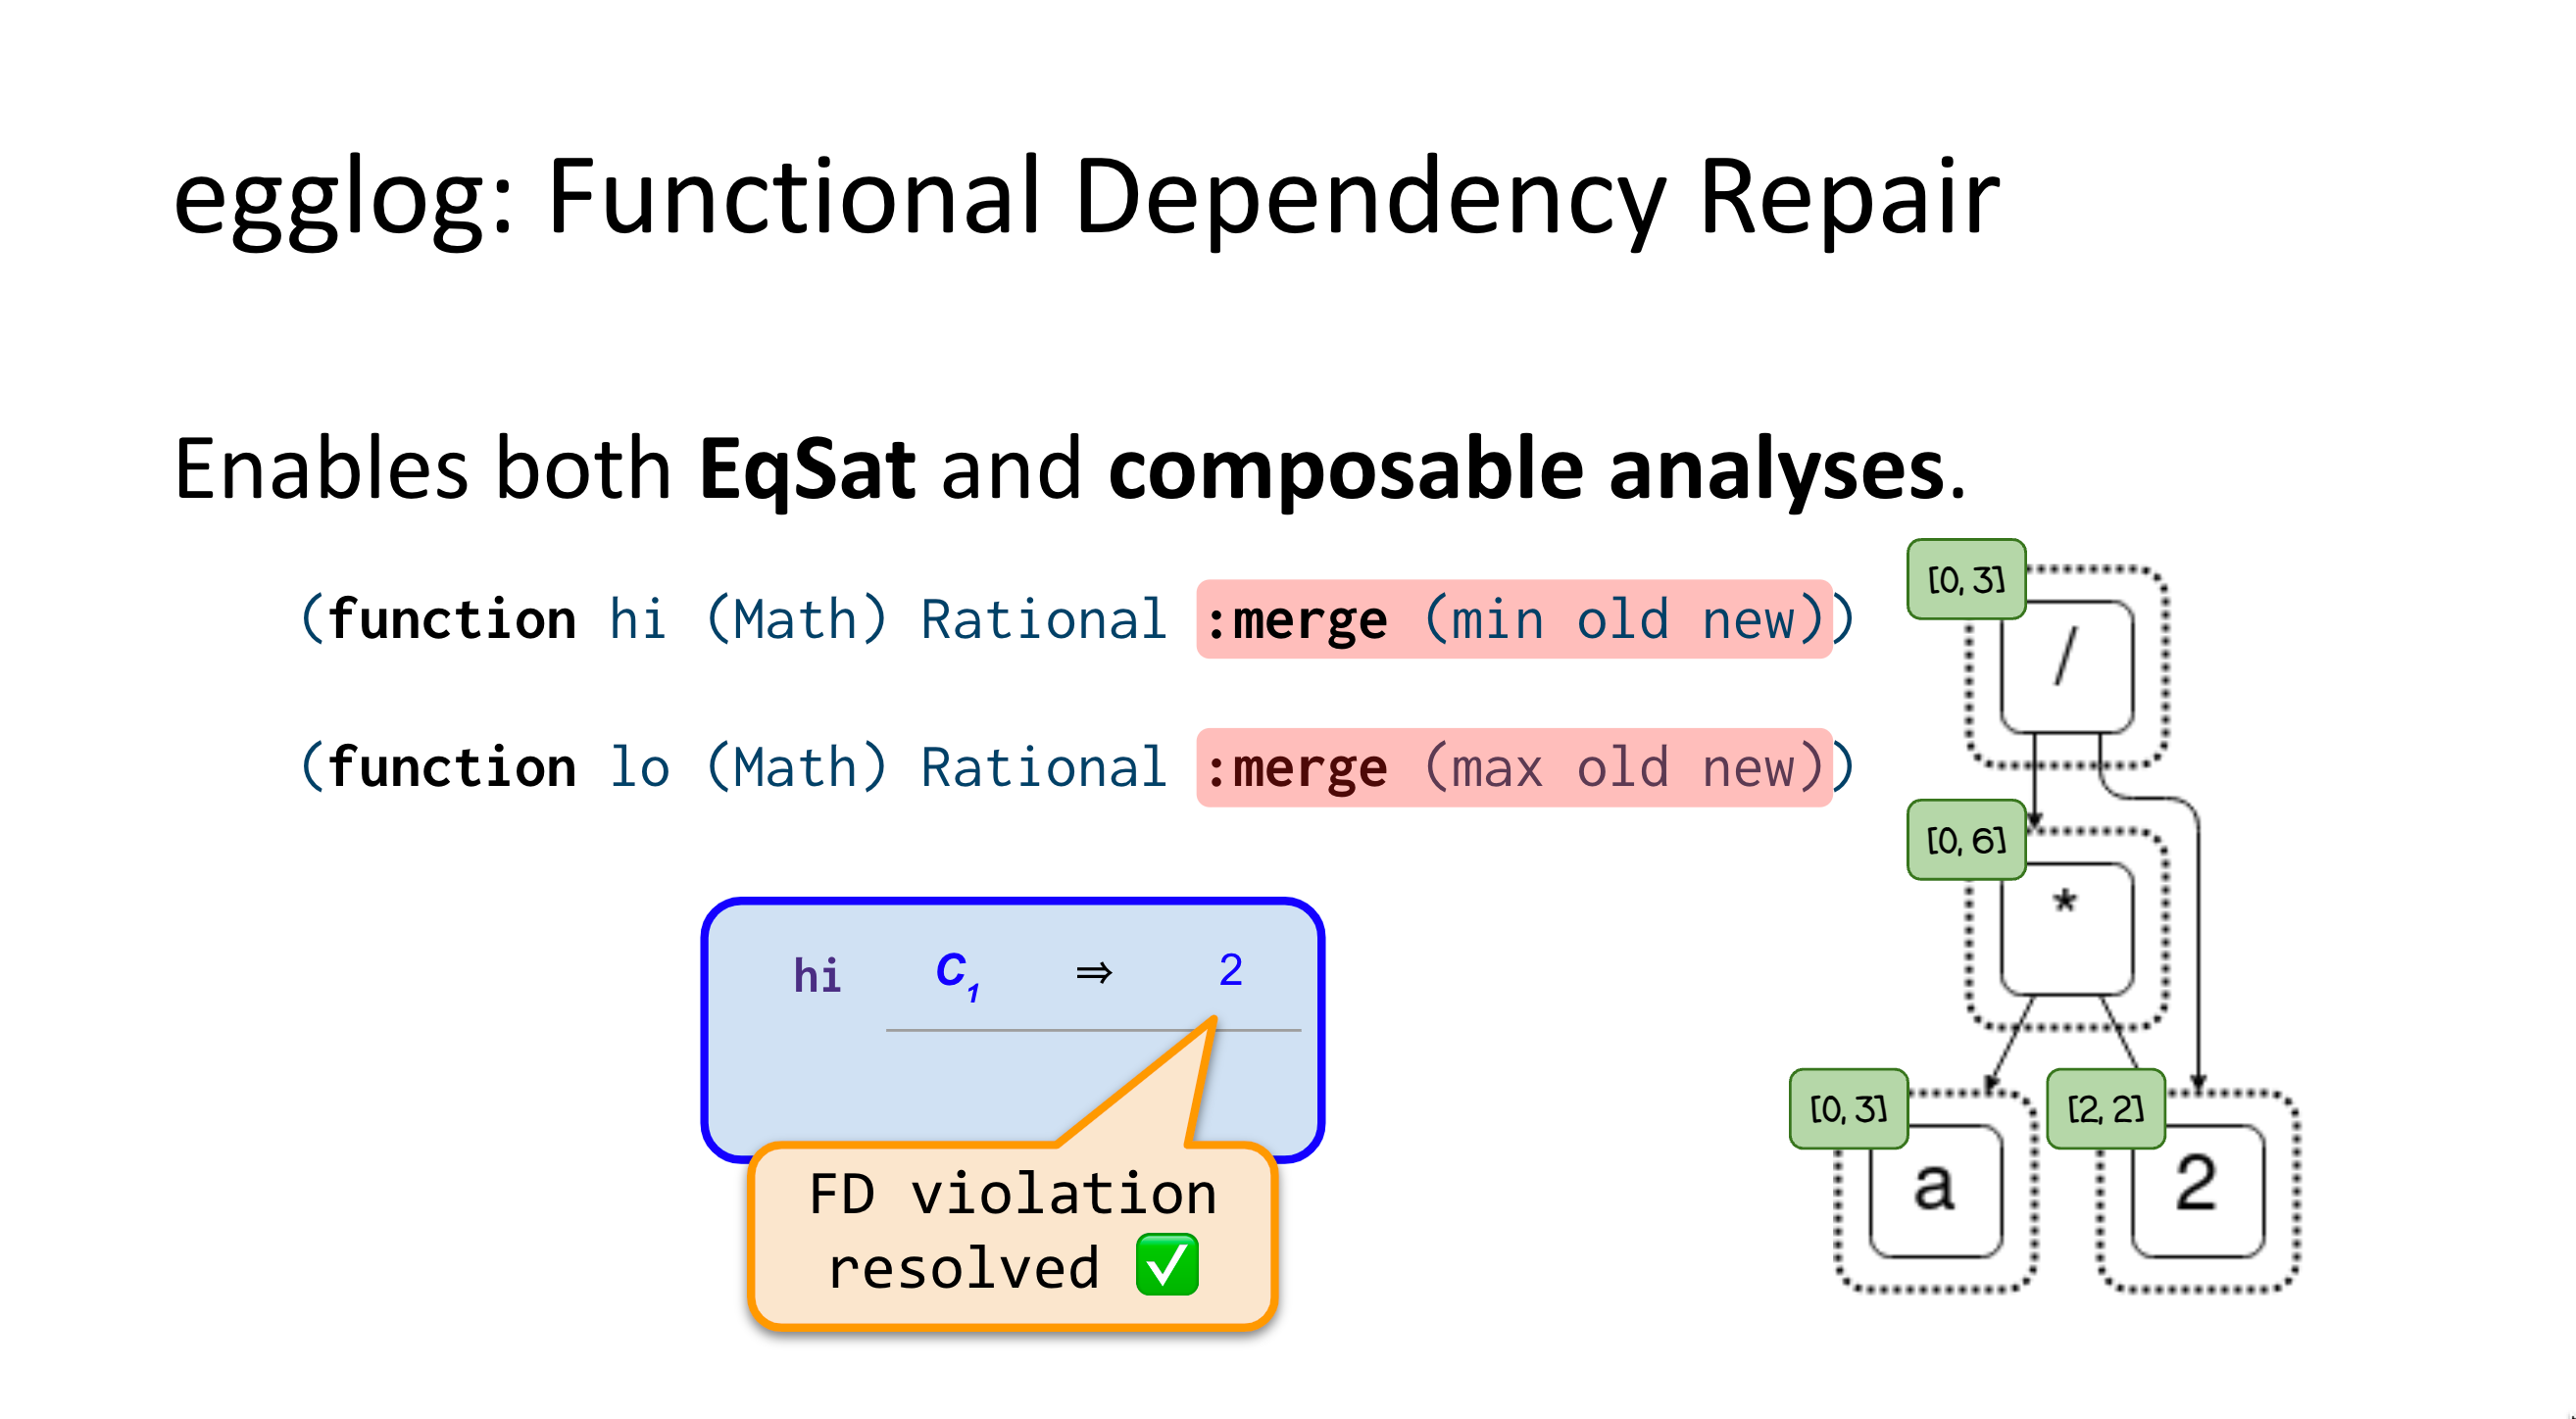 egglog: Functional Dependency Repair
Enables both EqSat and composable analyses.
(function hi (Math) Rational :merge (min old new))
(function lo (Math) Rational :merge (max old new))
hi C1 ⇒ 2
FD violation
resolved ✅
[0, 3]
/
[0, 6]
*
[0, 3]
a
[2, 2]
2